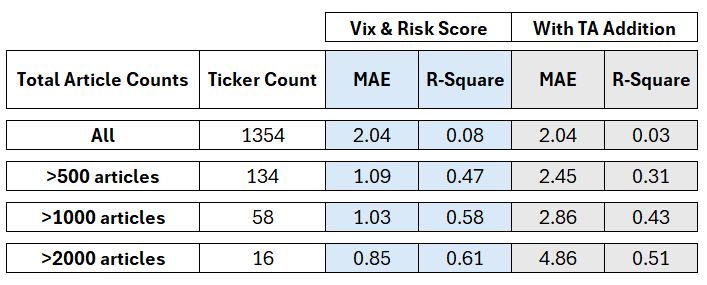 Vix & Risk Score With TA Addition
Total Article Counts Ticker Count MAE R-Square MAE R-Square
All 1354 2.04 0.08 2.04 0.03
>500 articles 134 1.09 0.47 2.45 0.31
>1000 articles 58 1.03 0.58 2.86 0.43
>2000 articles 16 0.85 0.61 4.86 0.51